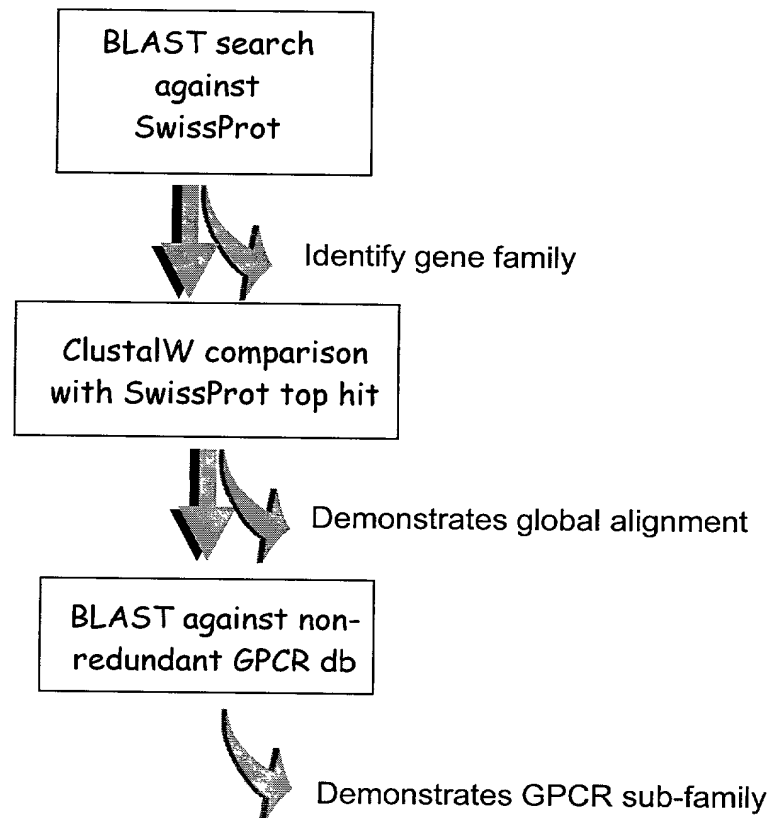 BLAST search
against
SwissProt
Identify gene family
ClustalW comparison
with SwissProt top hit
Demonstrates global alignment
BLAST against non-
redundant GPCR db
Demonstrates GPCR sub-family